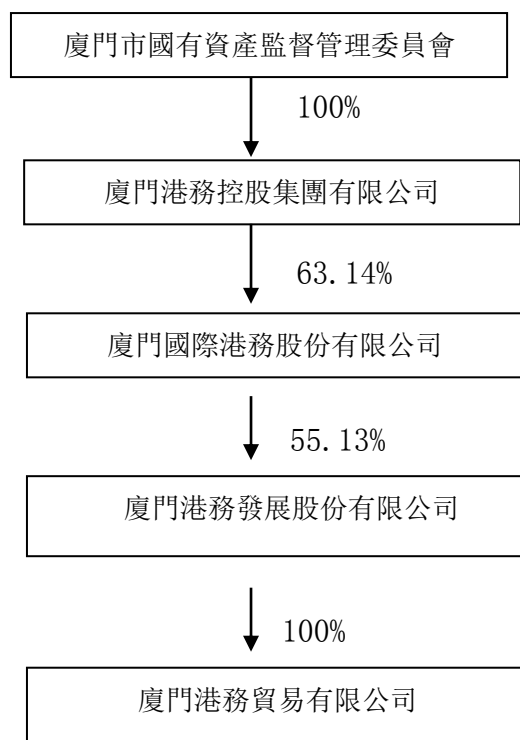 廈門市國有資產監督管理委員會
100%
廈門港務控股集團有限公司
63.14%
廈門國際港務股份有限公司
55.13%
廈門港務發展股份有限公司
100%
廈門港務貿易有限公司